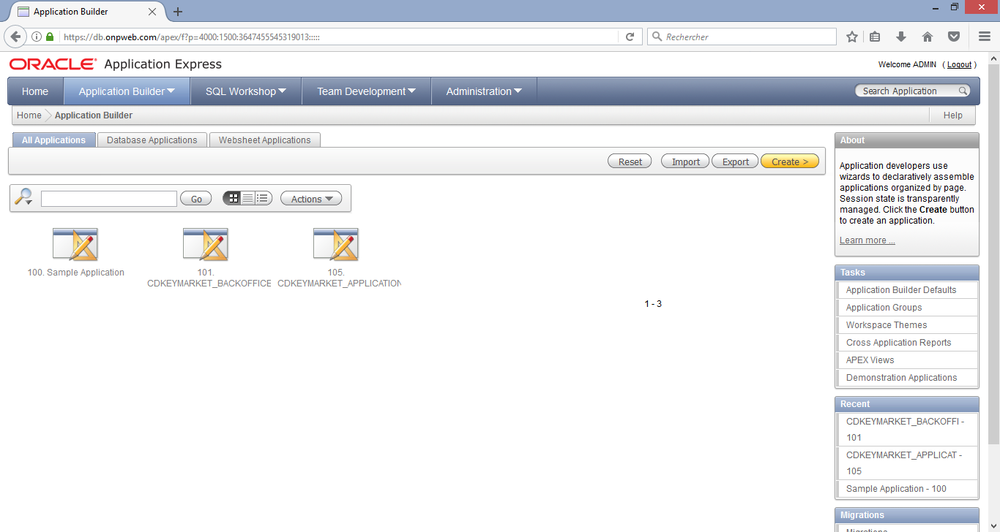 Application Builder
https://db.onpweb.com/apex/f?p=4000:1500:3647455545319013:::::
Rechercher
ORACLE Application Express
Welcome ADMIN ( Logout )
Home
Application Builder
SQL Workshop
Team Development
Administration
Search Application
Home
Application Builder
Help
All Applications
Database Applications
Websheet Applications
Reset
Import
Export
Create >
Go
Actions
100. Sample Application
101.
CDKEYMARKET_BACKOFFICE
105.
CDKEYMARKET_APPLICATION
1 - 3
About
Application developers use
wizards to declaratively assemble
applications organized by page.
Session state is transparently
managed. Click the Create button
to create an application.
Learn more ...
Tasks
Application Builder Defaults
Application Groups
Workspace Themes
Cross Application Reports
APEX Views
Demonstration Applications
Recent
CDKEYMARKET_BACKOFFI -
101
CDKEYMARKET_APPLICAT -
105
Sample Application - 100
Migrations
Migrations